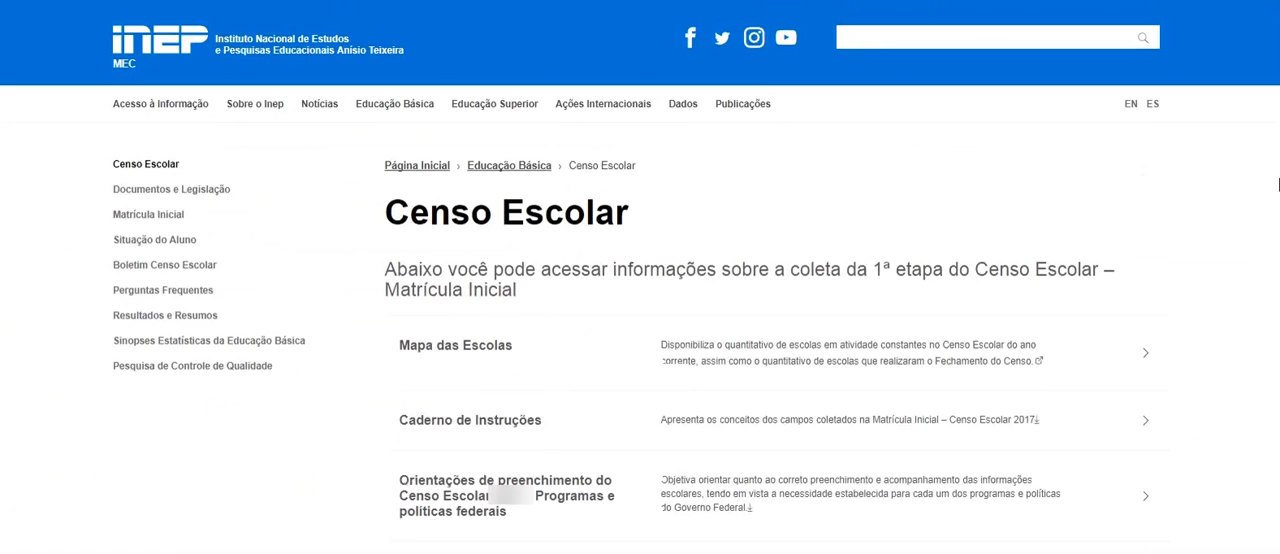 INEP
Instituto Nacional de Estudos
e Pesquisas Educacionais Anísio Teixeira
MEC
Acesso à Informação Sobre o Inep Notícias Educação Básica Educação Superior Ações Internacionais Dados Publicações EN ES
Censo Escolar
Documentos e Legislação
Matrícula Inicial
Situação do Aluno
Boletim Censo Escolar
Perguntas Frequentes
Resultados e Resumos
Sinopses Estatísticas da Educação Básica
Pesquisa de Controle de Qualidade
Página Inicial › Educação Básica › Censo Escolar
Censo Escolar
Abaixo você pode acessar informações sobre a coleta da 1ª etapa do Censo Escolar –
Matrícula Inicial
Mapa das Escolas
Disponibiliza o quantitativo de escolas em atividade constantes no Censo Escolar do ano
corrente, assim como o quantitativo de escolas que realizaram o Fechamento do Censo.
Caderno de Instruções
Apresenta os conceitos dos campos coletados na Matrícula Inicial – Censo Escolar 2017
Orientações de preenchimento do
Censo Escolar Programas e
políticas federais
Objetiva orientar quanto ao correto preenchimento e acompanhamento das informações
escolares, tendo em vista a necessidade estabelecida para cada um dos programas e políticas
do Governo Federal.